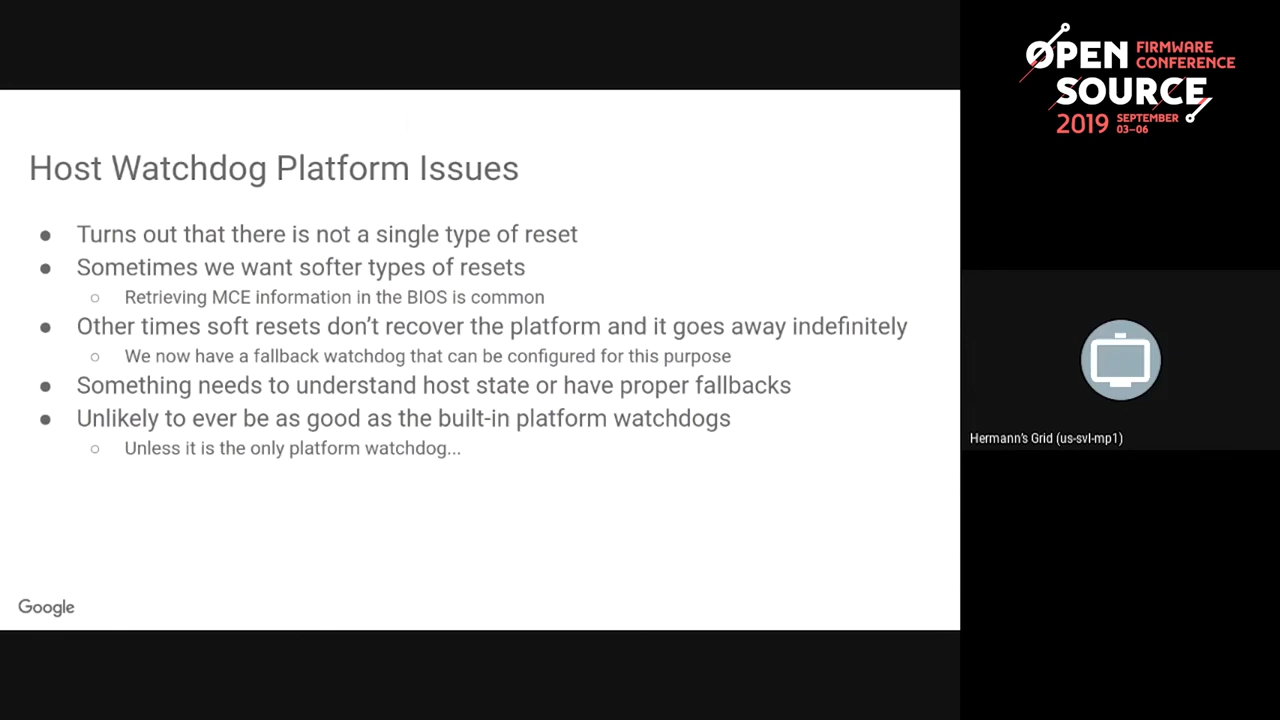 Host Watchdog Platform Issues
● Turns out that there is not a single type of reset
● Sometimes we want softer types of resets
○ Retrieving MCE information in the BIOS is common
● Other times soft resets don’t recover the platform and it goes away indefinitely
○ We now have a fallback watchdog that can be configured for this purpose
● Something needs to understand host state or have proper fallbacks
● Unlikely to ever be as good as the built-in platform watchdogs
○ Unless it is the only platform watchdog...
Google
OPEN FIRMWARE
CONFERENCE
SOURCE
2019 SEPTEMBER
03–06
Hermann's Grid (us-svl-mp1)